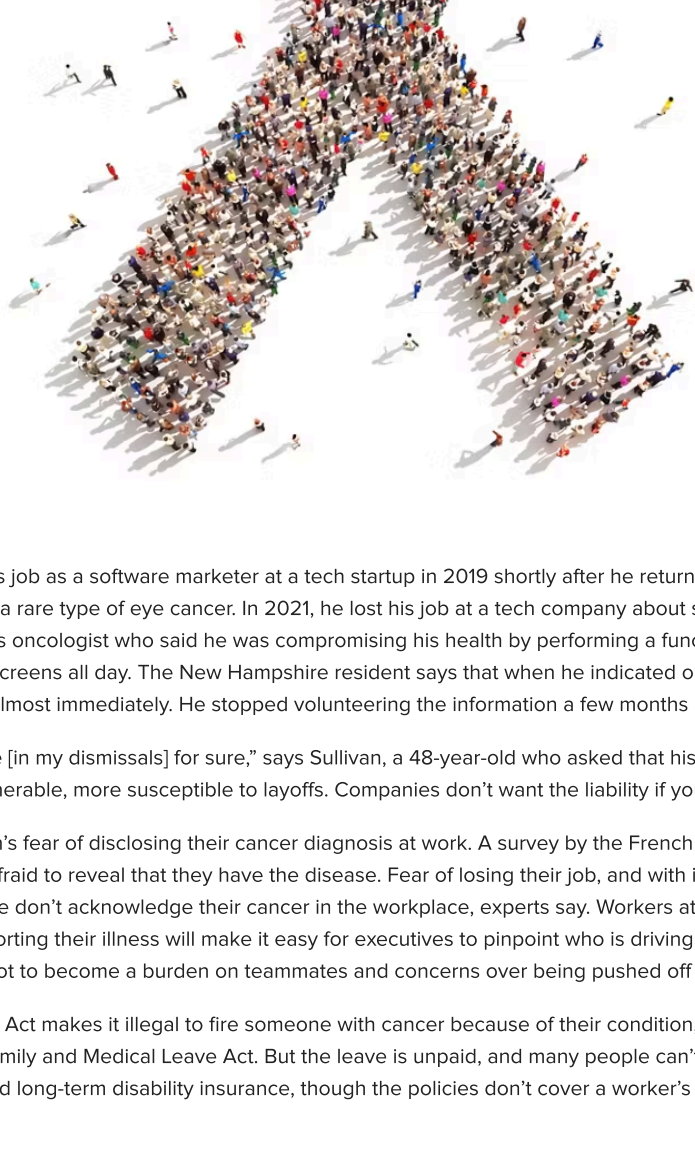 s job as a software marketer at a tech startup in 2019 shortly after he return
a rare type of eye cancer. In 2021, he lost his job at a tech company about s
s oncologist who said he was compromising his health by performing a func
creens all day. The New Hampshire resident says that when he indicated o
lmost immediately. He stopped volunteering the information a few months
e [in my dismissals] for sure,” says Sullivan, a 48-year-old who asked that his
nerable, more susceptible to layoffs. Companies don’t want the liability if yo
n’s fear of disclosing their cancer diagnosis at work. A survey by the French
fraid to reveal that they have the disease. Fear of losing their job, and with i
e don’t acknowledge their cancer in the workplace, experts say. Workers at
orting their illness will make it easy for executives to pinpoint who is driving
ot to become a burden on teammates and concerns over being pushed off
Act makes it illegal to fire someone with cancer because of their condition.
mily and Medical Leave Act. But the leave is unpaid, and many people can’t
d long-term disability insurance, though the policies don’t cover a worker’s